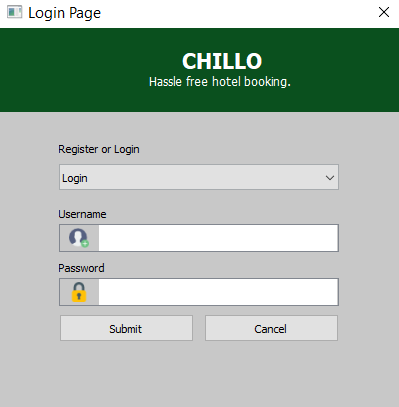 Login Page
CHILLO
Hassle free hotel booking.
Register or Login
Login
Username
Password
Submit Cancel